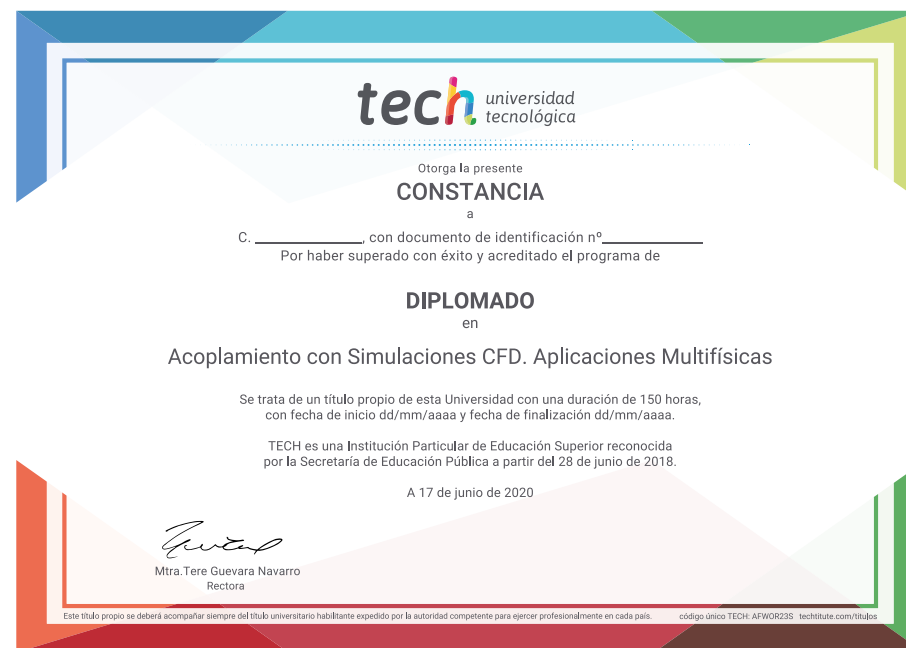 tech universidad
tecnológica
Otorga la presente
CONSTANCIA
a
C. ____________, con documento de identificación nº____________
Por haber superado con éxito y acreditado el programa de
DIPLOMADO
en
Acoplamiento con Simulaciones CFD. Aplicaciones Multifísicas
Se trata de un título propio de esta Universidad con una duración de 150 horas,
con fecha de inicio dd/mm/aaaa y fecha de finalización dd/mm/aaaa.
TECH es una Institución Particular de Educación Superior reconocida
por la Secretaría de Educación Pública a partir del 28 de junio de 2018.
A 17 de junio de 2020
Mtra.Tere Guevara Navarro
Rectora
Este título propio se deberá acompañar siempre del título universitario habilitante expedido por la autoridad competente para ejercer profesionalmente en cada país. código único TECH: AFWOR23S techtitute.com/títulos